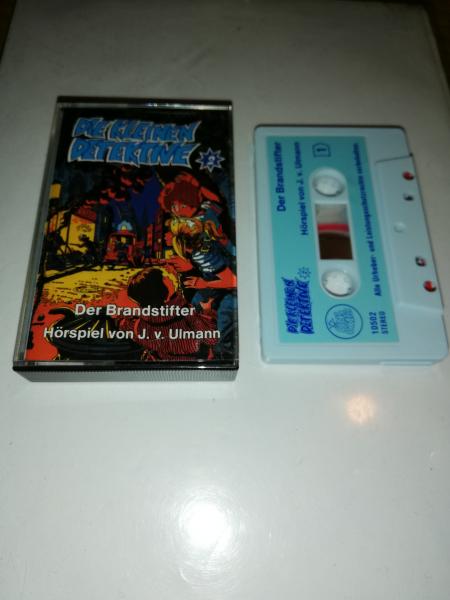 DIE KLEINEN
DETEKTIVE
2
Der Brandstifter
Hörspiel von J. v. Ulmann
Der Brandstifter
Hörspiel von J. v. Ulmann
1
DIE KLEINEN
DETEKTIVE
10502
STEREO
Alle Urheber- und Leistungsschutzrechte vorbehalten.